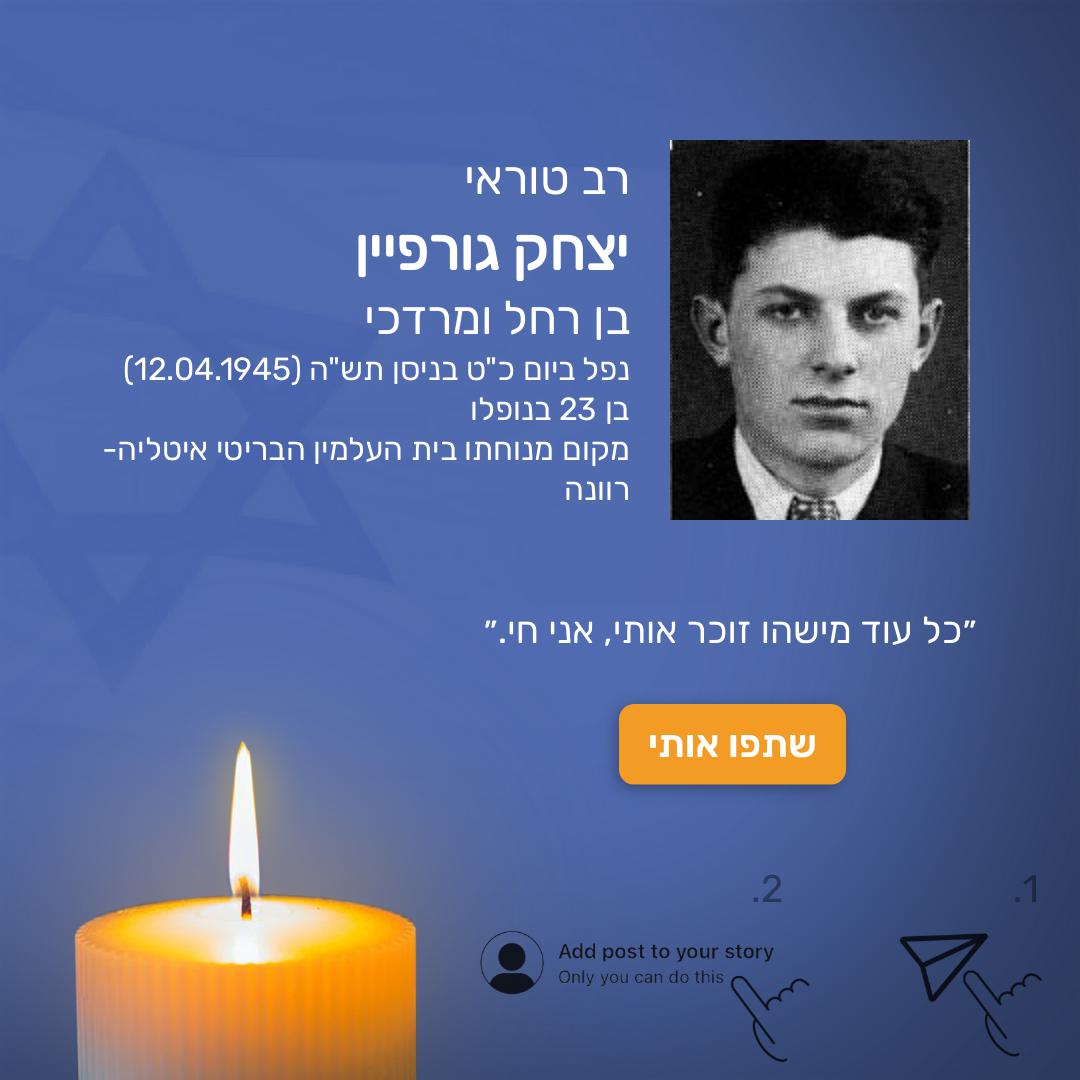 רב טוראי
יצחק גורפיין
בן רחל ומרדכי
נפל ביום כ"ט בניסן תש"ה (12.04.1945)
בן 23 בנופלו
מקום מנוחתו בית העלמין הבריטי איטליה-
רוונה
״כל עוד מישהו זוכר אותי, אני חי.״
שתפו אותי
1.
2.
Add post to your story
Only you can do this